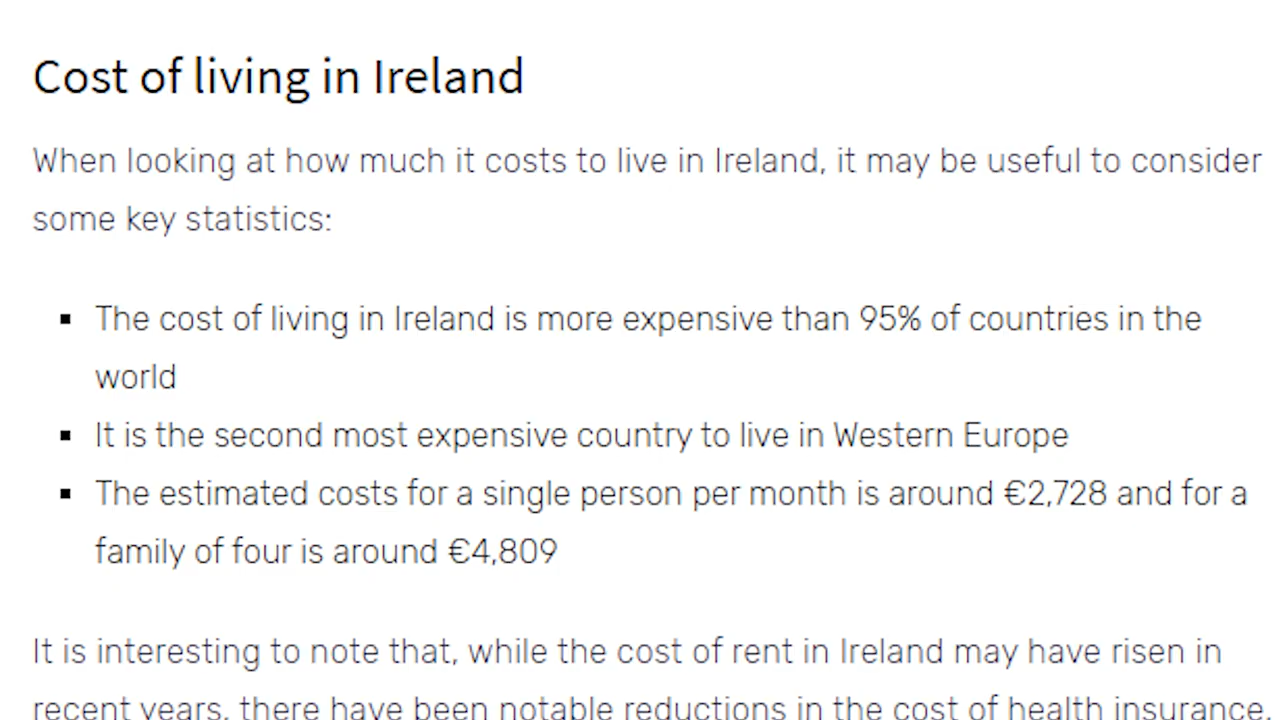 Cost of living in Ireland
When looking at how much it costs to live in Ireland, it may be useful to consider
some key statistics:
▪ The cost of living in Ireland is more expensive than 95% of countries in the
world
▪ It is the second most expensive country to live in Western Europe
▪ The estimated costs for a single person per month is around €2,728 and for a
family of four is around €4,809
It is interesting to note that, while the cost of rent in Ireland may have risen in
recent years, there have been notable reductions in the cost of health insurance,